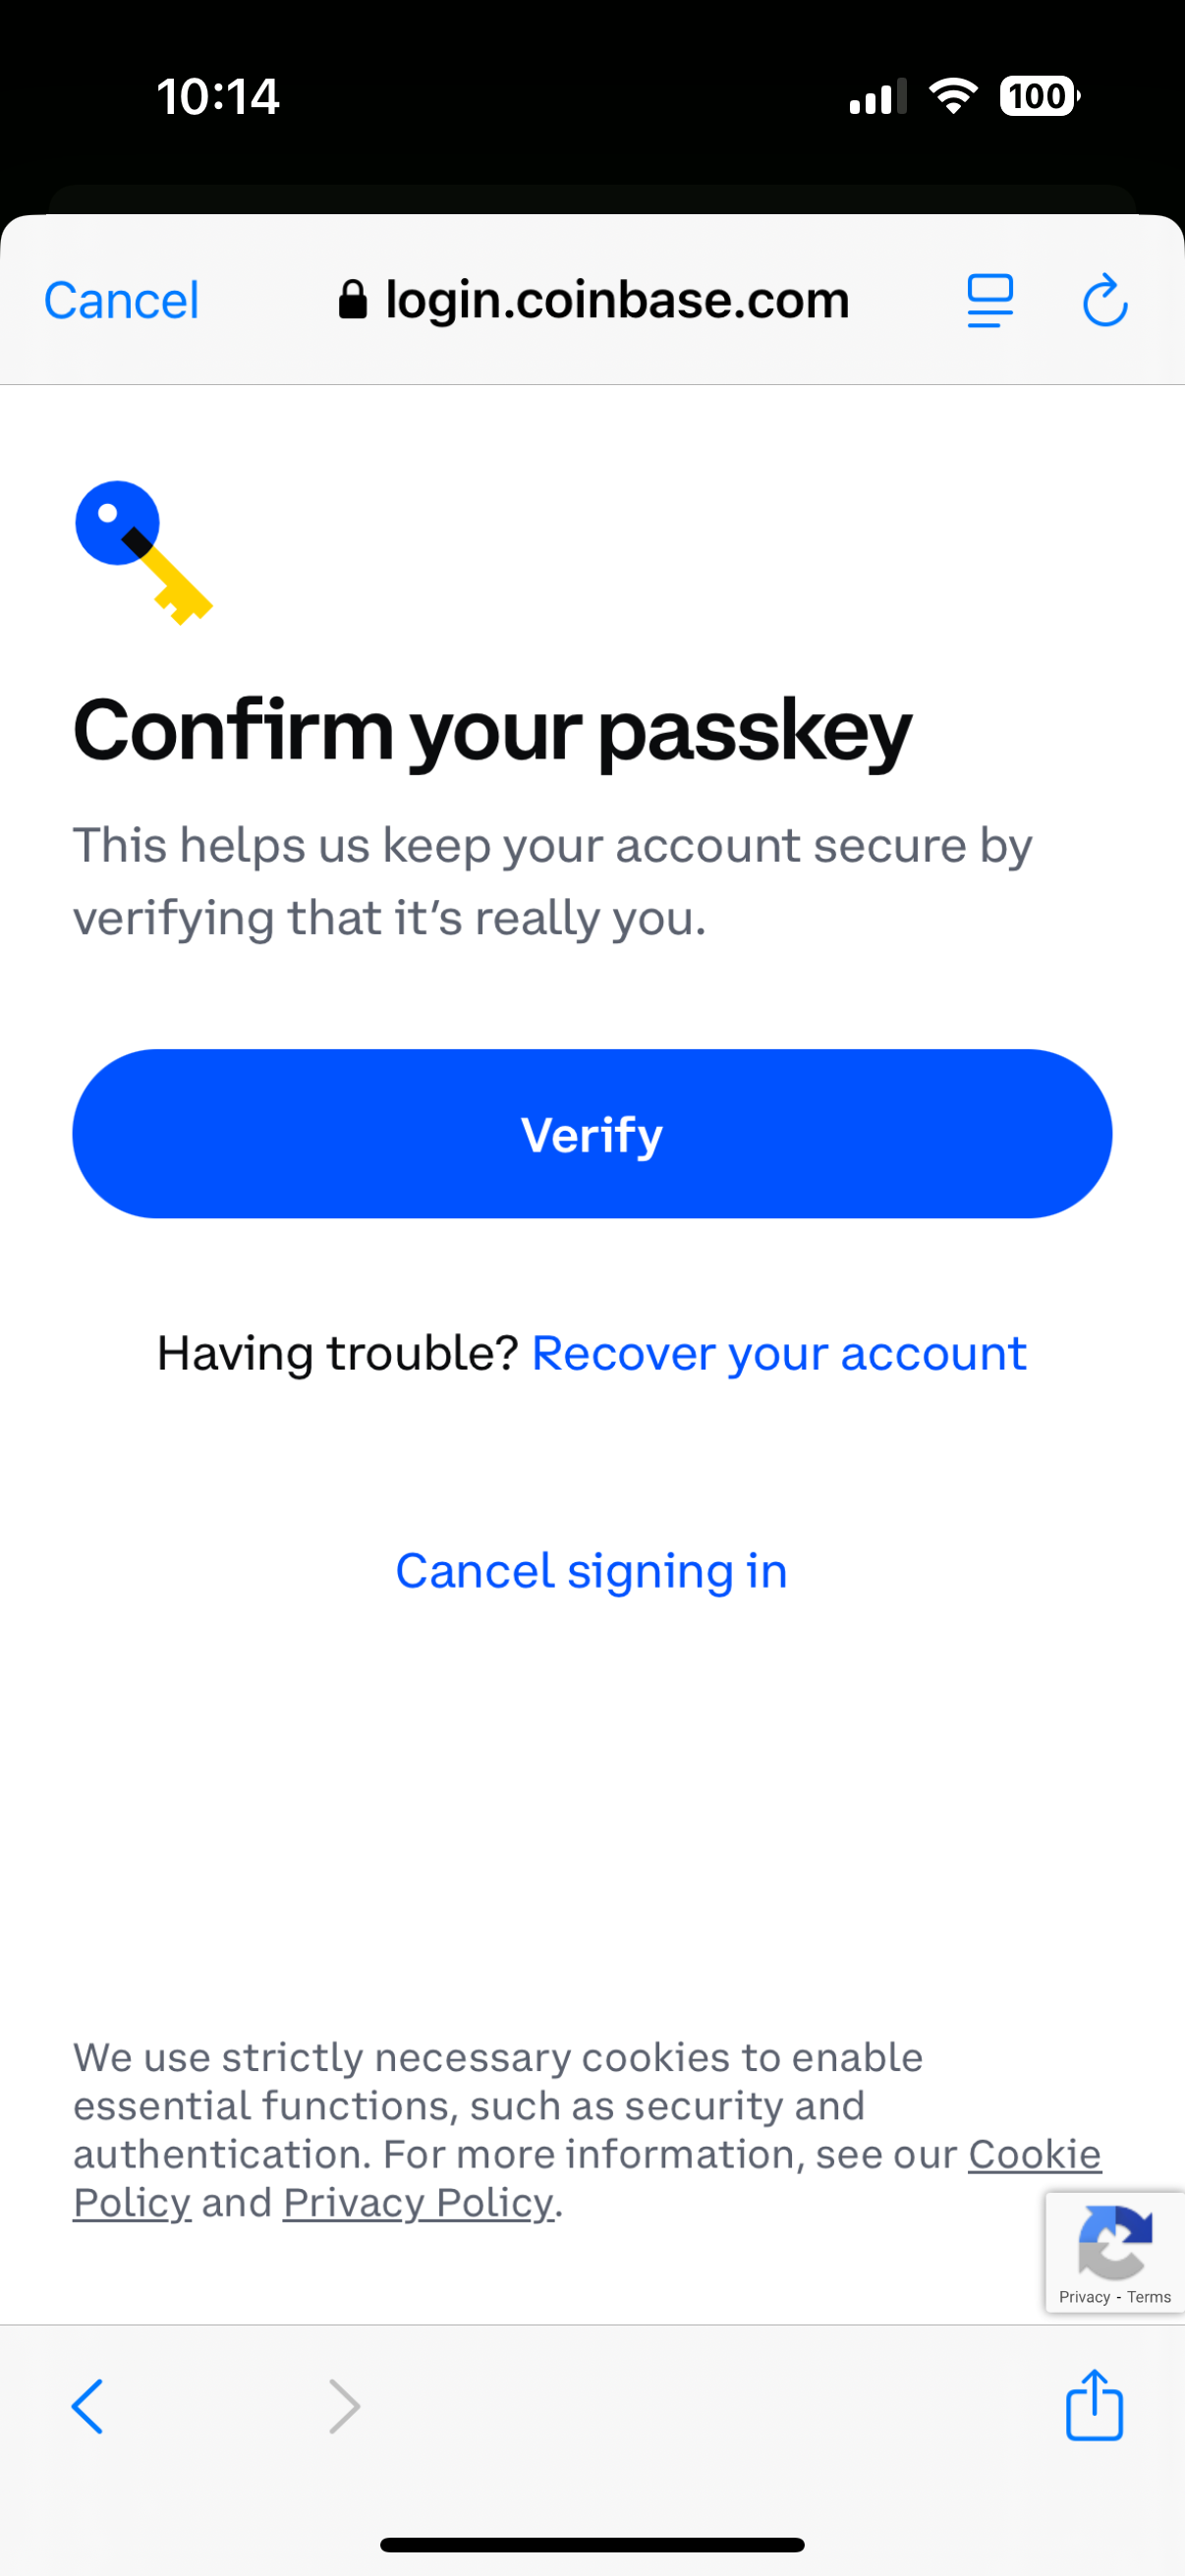 10:14
100
Cancel
login.coinbase.com
Confirm your passkey
This helps us keep your account secure by
verifying that it’s really you.
Verify
Having trouble? Recover your account
Cancel signing in
We use strictly necessary cookies to enable
essential functions, such as security and
authentication. For more information, see our Cookie
Policy and Privacy Policy.
Privacy - Terms